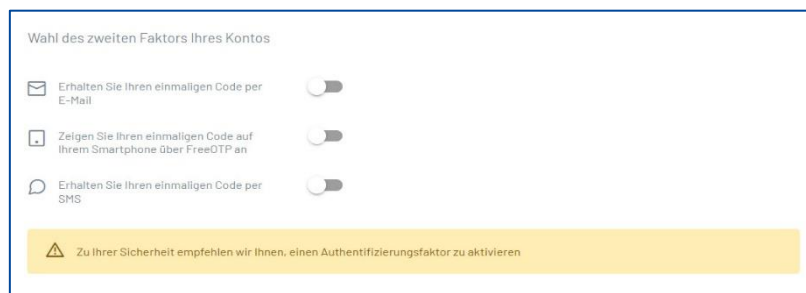 Wahl des zweiten Faktors Ihres Kontos
Erhalten Sie Ihren einmaligen Code per
E-Mail
Zeigen Sie Ihren einmaligen Code auf
Ihrem Smartphone über FreeOTP an
Erhalten Sie Ihren einmaligen Code per
SMS
Zu Ihrer Sicherheit empfehlen wir Ihnen, einen Authentifizierungsfaktor zu aktivieren